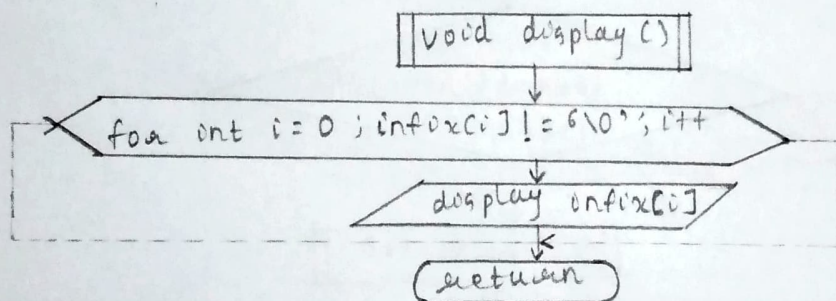 void display()
for int i = 0 ; infix[i] != '\0' ; i++
display infix[i]
return